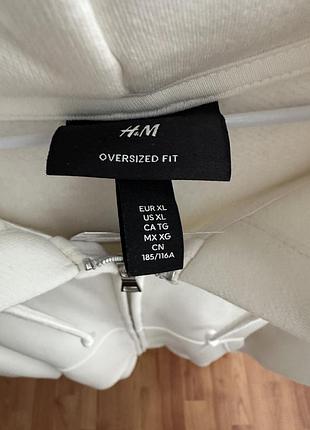 H&M
OVERSIZED FIT
EUR XL
US XL
CA TG
MX XG
CN
185/116A